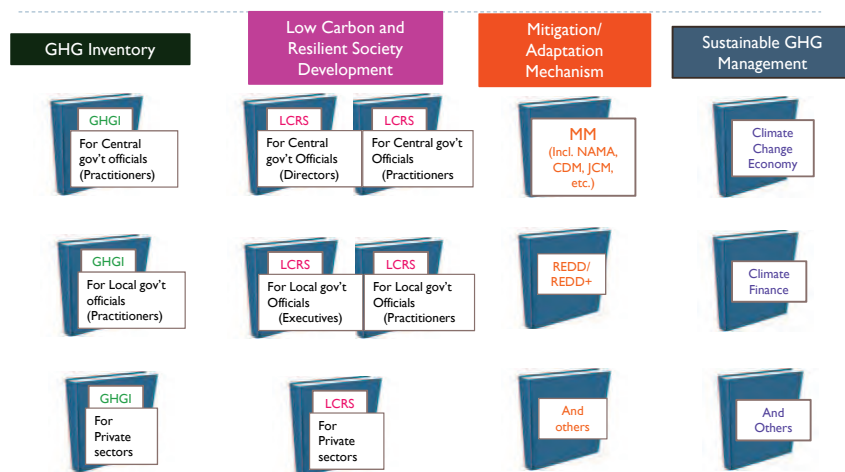 GHG Inventory
Low Carbon and
Resilient Society
Development
Mitigation/
Adaptation
Mechanism
Sustainable GHG
Management
GHGI
For Central
gov't officials
(Practitioners)
LCRS
For Central
gov't Officials
(Directors)
LCRS
For Central gov't
Officials
(Practitioners
MM
(Incl. NAMA,
CDM, JCM,
etc.)
Climate
Change
Economy
GHGI
For Local gov't
officials
(Practitioners)
LCRS
For Local gov't
Officials
(Executives)
LCRS
For Local gov't
Officials
(Practitioners
REDD/
REDD+
Climate
Finance
GHGI
For
Private
sectors
LCRS
For
Private
sectors
And
others
And
Others